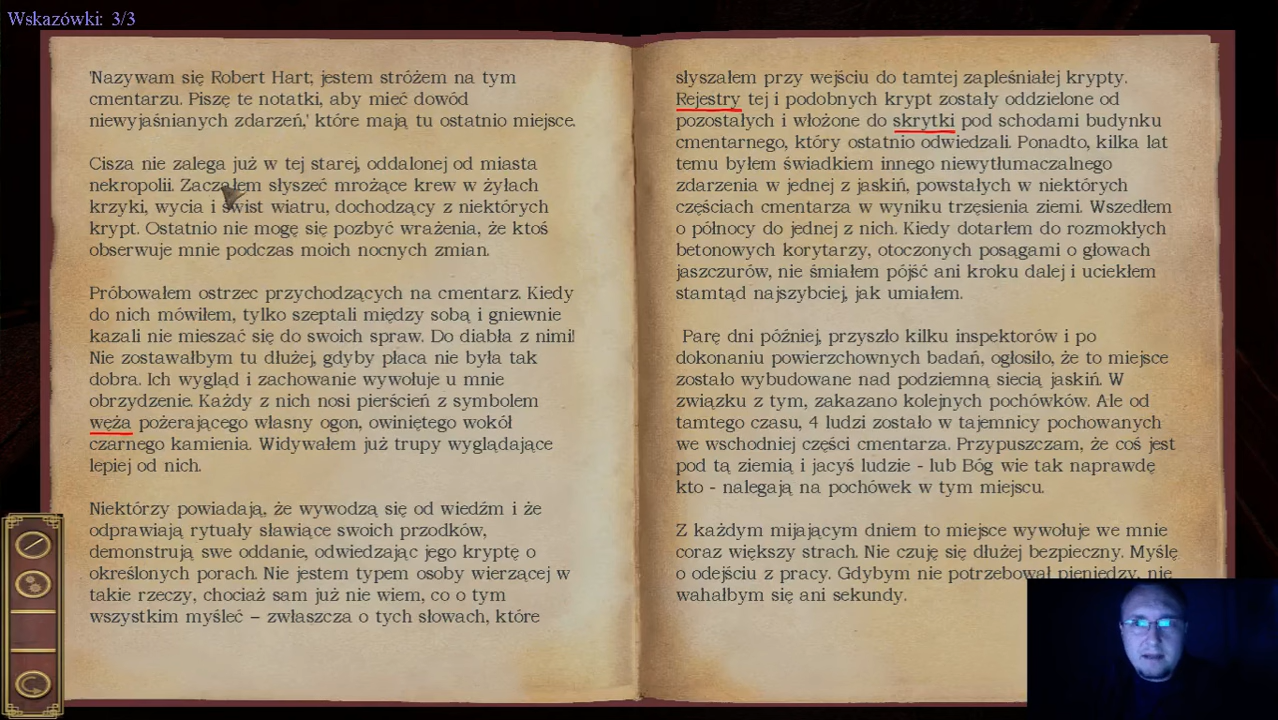 Wskazówki: 3/3
'Nazywam się Robert Hart; jestem stróżem na tym
cmentarzu. Piszę te notatki, aby mieć dowód
niewyjaśnianych zdarzeń,' które mają tu ostatnio miejsce.
Cisza nie zalega już w tej starej, oddalonej od miasta
nekropolii. Zacząłem słyszeć mrożące krew w żyłach
krzyki, wycia i świst wiatru, dochodzący z niektórych
krypt. Ostatnio nie mogę się pozbyć wrażenia, że ktoś
obserwuje mnie podczas moich nocnych zmian.
Próbowałem ostrzec przychodzących na cmentarz. Kiedy
do nich mówiłem, tylko szeptali między sobą i gniewnie
kazali nie mieszać się do swoich spraw. Do diabła z nimi!
Nie zostawałbym tu dłużej, gdyby płaca nie była tak
dobra. Ich wygląd i zachowanie wywołuje u mnie
obrzydzenie. Każdy z nich nosi pierścień z symbolem
węża pożerającego własny ogon, owiniętego wokół
czarnego kamienia. Widywałem już trupy wyglądające
lepiej od nich.
Niektórzy powiadają, że wywodzą się od wiedźm i że
odprawiają rytuały sławiące swoich przodków,
demonstrują swe oddanie, odwiedzając jego kryptę o
określonych porach. Nie jestem typem osoby wierzącej w
takie rzeczy, chociaż sam już nie wiem, co o tym
wszystkim myśleć – zwłaszcza o tych słowach, które
słyszałem przy wejściu do tamtej zapleśniałej krypty.
Rejestry tej i podobnych krypt zostały oddzielone od
pozostałych i włożone do skrytki pod schodami budynku
cmentarnego, który ostatnio odwiedzali. Ponadto, kilka lat
temu byłem świadkiem innego niewytłumaczalnego
zdarzenia w jednej z jaskiń, powstałych w niektórych
częściach cmentarza w wyniku trzęsienia ziemi. Wszedłem
o północy do jednej z nich. Kiedy dotarłem do rozmokłych
betonowych korytarzy, otoczonych posągami o głowach
jaszczurów, nie śmiałem pójść ani kroku dalej i uciekłem
stamtąd najszybciej, jak umiałem.
Parę dni później, przyszło kilku inspektorów i po
dokonaniu powierzchownych badań, ogłosiło, że to miejsce
zostało wybudowane nad podziemną siecią jaskiń. W
związku z tym, zakazano kolejnych pochówków. Ale od
tamtego czasu, 4 ludzi zostało w tajemnicy pochowanych
we wschodniej części cmentarza. Przypuszczam, że coś jest
pod tą ziemią i jacyś ludzie - lub Bóg wie tak naprawdę
kto - nalegają na pochówek w tym miejscu.
Z każdym mijającym dniem to miejsce wywołuje we mnie
coraz większy strach. Nie czuję się dłużej bezpieczny. Myślę
o odejściu z pracy. Gdybym nie potrzebował pieniędzy, nie
wahałbym się ani sekundy.